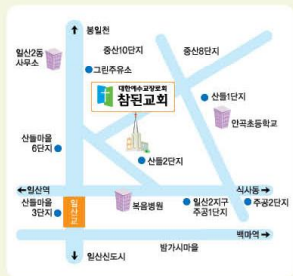 봉일천
일산2동
사무소
중산10단지
중산8단지
그린주유소
대한예수교장로회
참된교회
산들1단지
안곡초등학교
산들마을
6단지
산들2단지
←일산역
식사동→
산들마을
3단지
일산교
복음병원
일산2지구
주공1단지
주공2단지
백마역→
밤가시마을
일산신도시